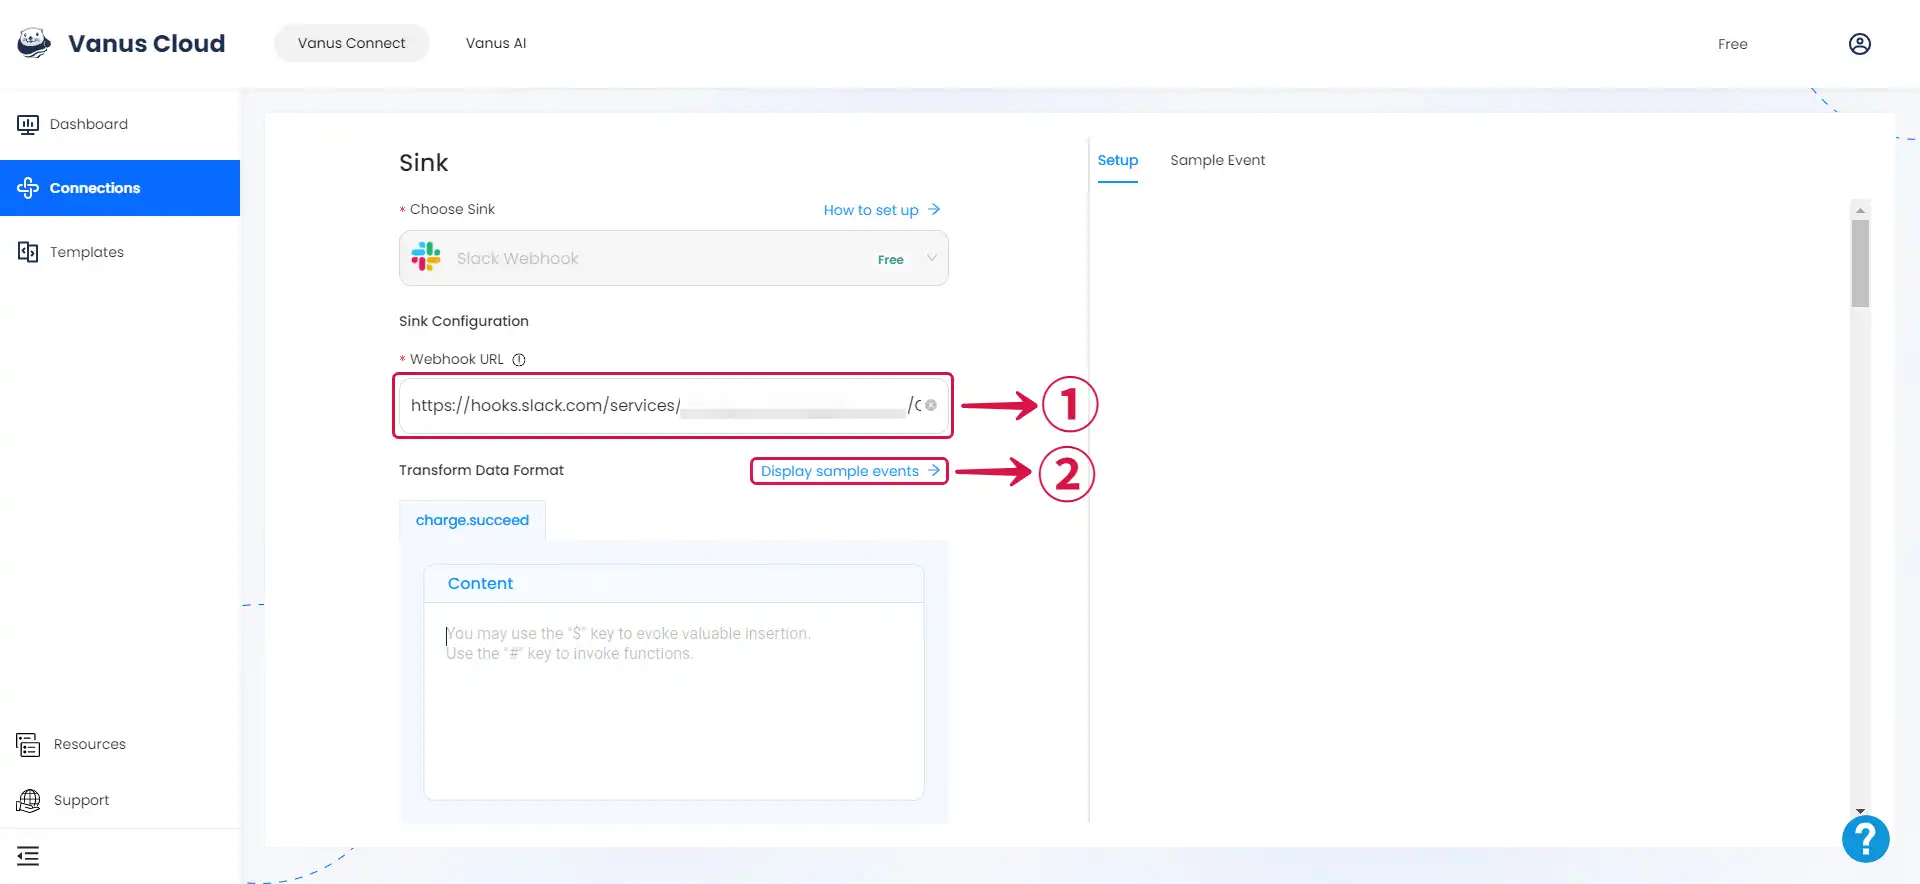 Vanus Cloud
Vanus Connect
Vanus AI
Free
Dashboard
Connections
Templates
Resources
Support
Sink
* Choose Sink
How to set up →
Slack Webhook
Free
Sink Configuration
* Webhook URL
https://hooks.slack.com/services/
/C
1
Transform Data Format
Display sample events →
2
charge.succeed
Content
You may use the "$" key to evoke valuable insertion.
Use the "#" key to invoke functions.
Setup
Sample Event
?